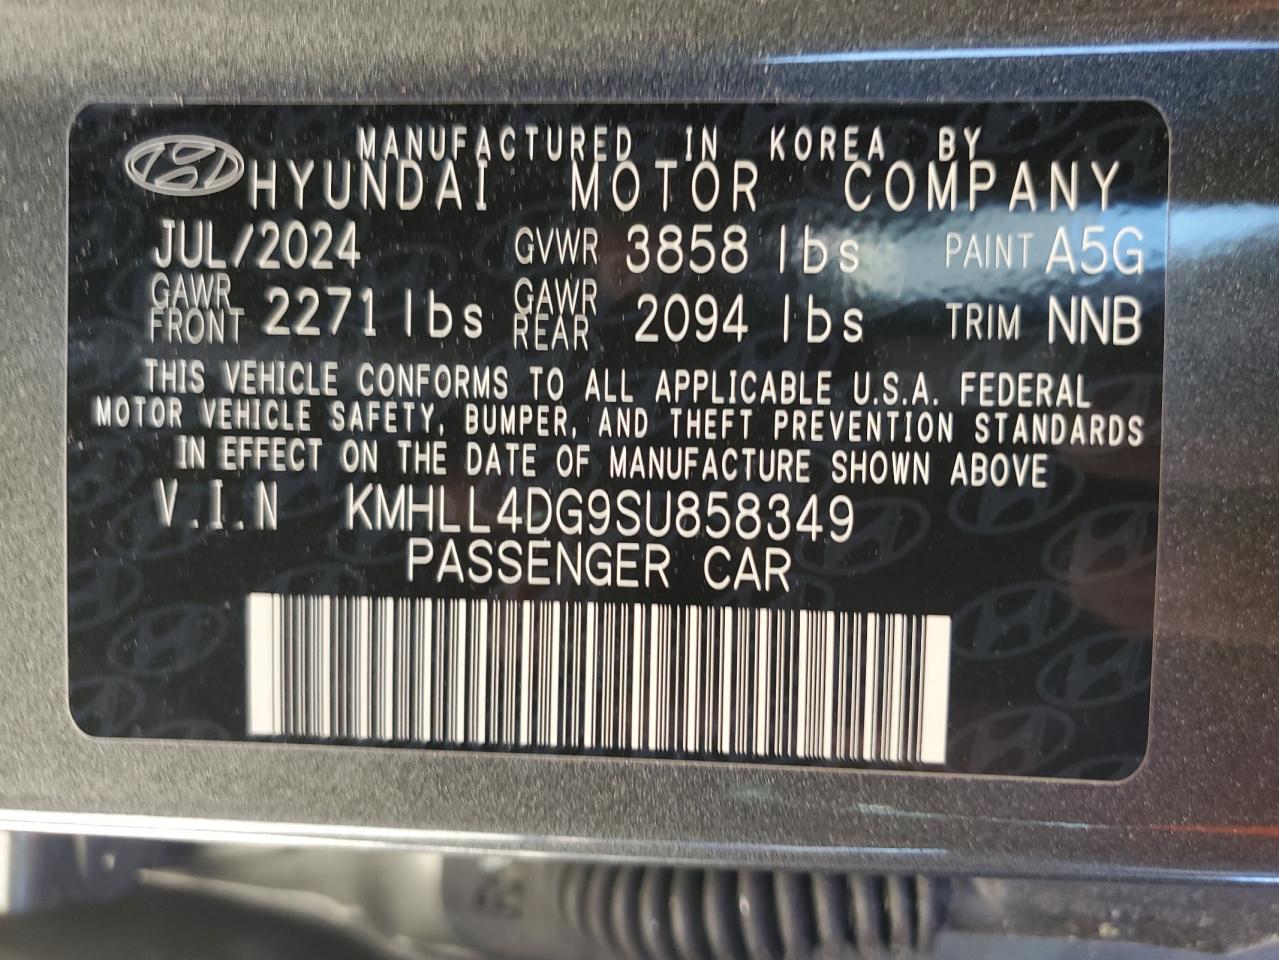 MANUFACTURED IN KOREA BY
HYUNDAI MOTOR COMPANY
JUL/2024 GVWR 3858 lbs PAINT A5G
GAWR FRONT 2271 lbs GAWR REAR 2094 lbs TRIM NNB
THIS VEHICLE CONFORMS TO ALL APPLICABLE U.S.A. FEDERAL
MOTOR VEHICLE SAFETY, BUMPER, AND THEFT PREVENTION STANDARDS
IN EFFECT ON THE DATE OF MANUFACTURE SHOWN ABOVE
V.I.N KMHLL4DG9SU858349
PASSENGER CAR